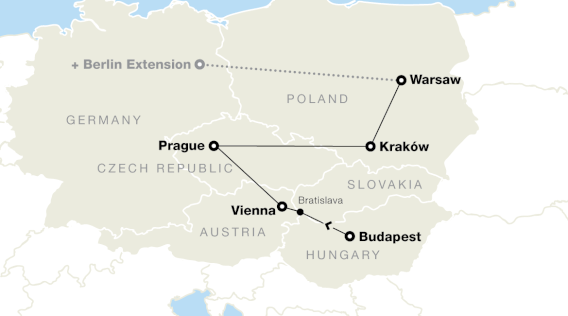 + Berlin Extension
Warsaw
POLAND
GERMANY
Prague
Kraków
CZECH REPUBLIC
SLOVAKIA
Bratislava
Vienna
AUSTRIA
Budapest
HUNGARY